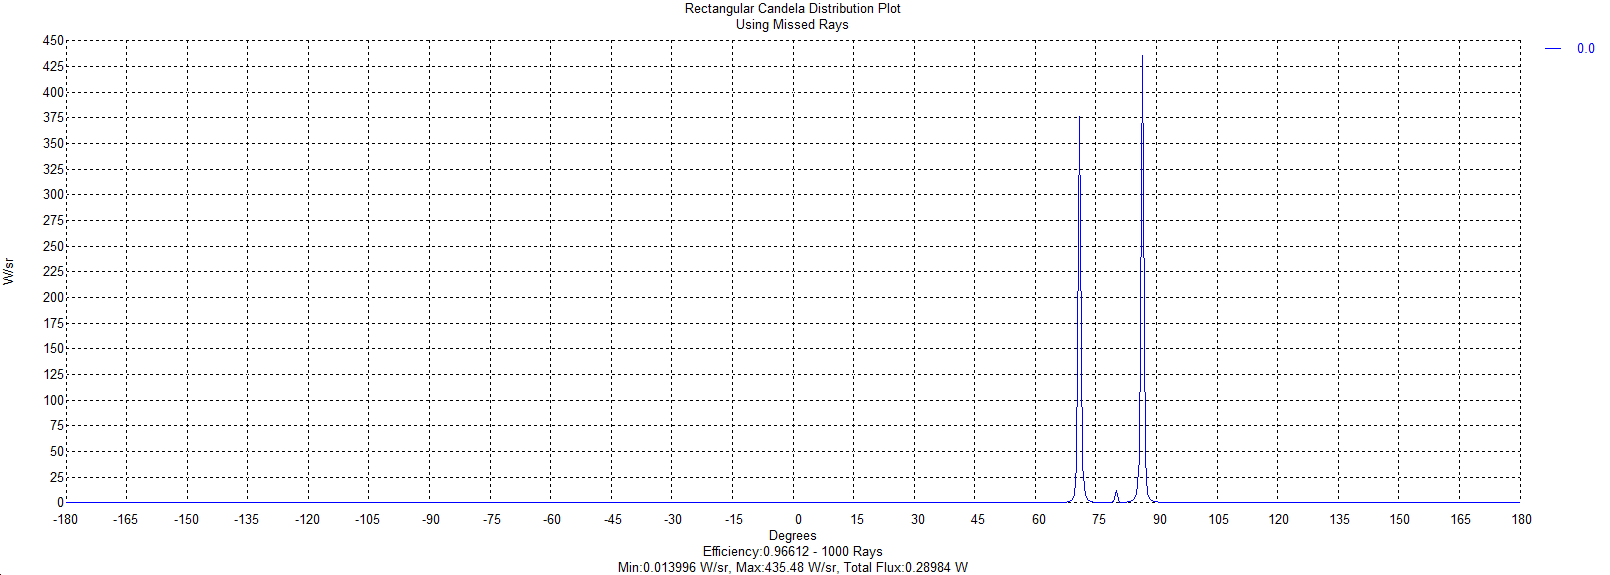 Rectangular Candela Distribution Plot
Using Missed Rays
0.0
450
425
400
375
350
325
300
275
250
225
200
175
150
125
100
75
50
25
0
W/sr
-180 -165 -150 -135 -120 -105 -90 -75 -60 -45 -30 -15 0 15 30 45 60 75 90 105 120 135 150 165 180
Degrees
Efficiency:0.96612 - 1000 Rays
Min:0.013996 W/sr, Max:435.48 W/sr, Total Flux:0.28984 W